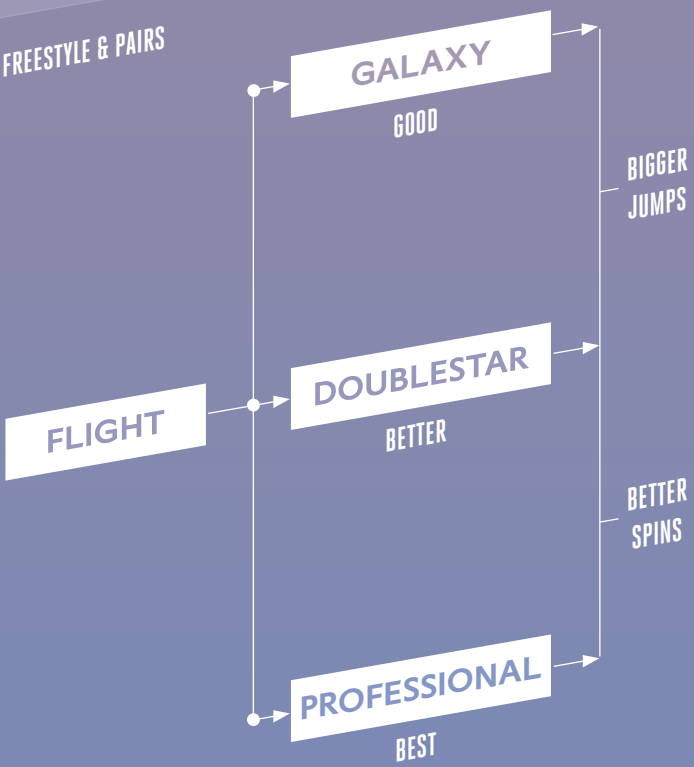 FREESTYLE & PAIRS
GALAXY
GOOD
BIGGER
JUMPS
FLIGHT
DOUBLESTAR
BETTER
BETTER
SPINS
PROFESSIONAL
BEST